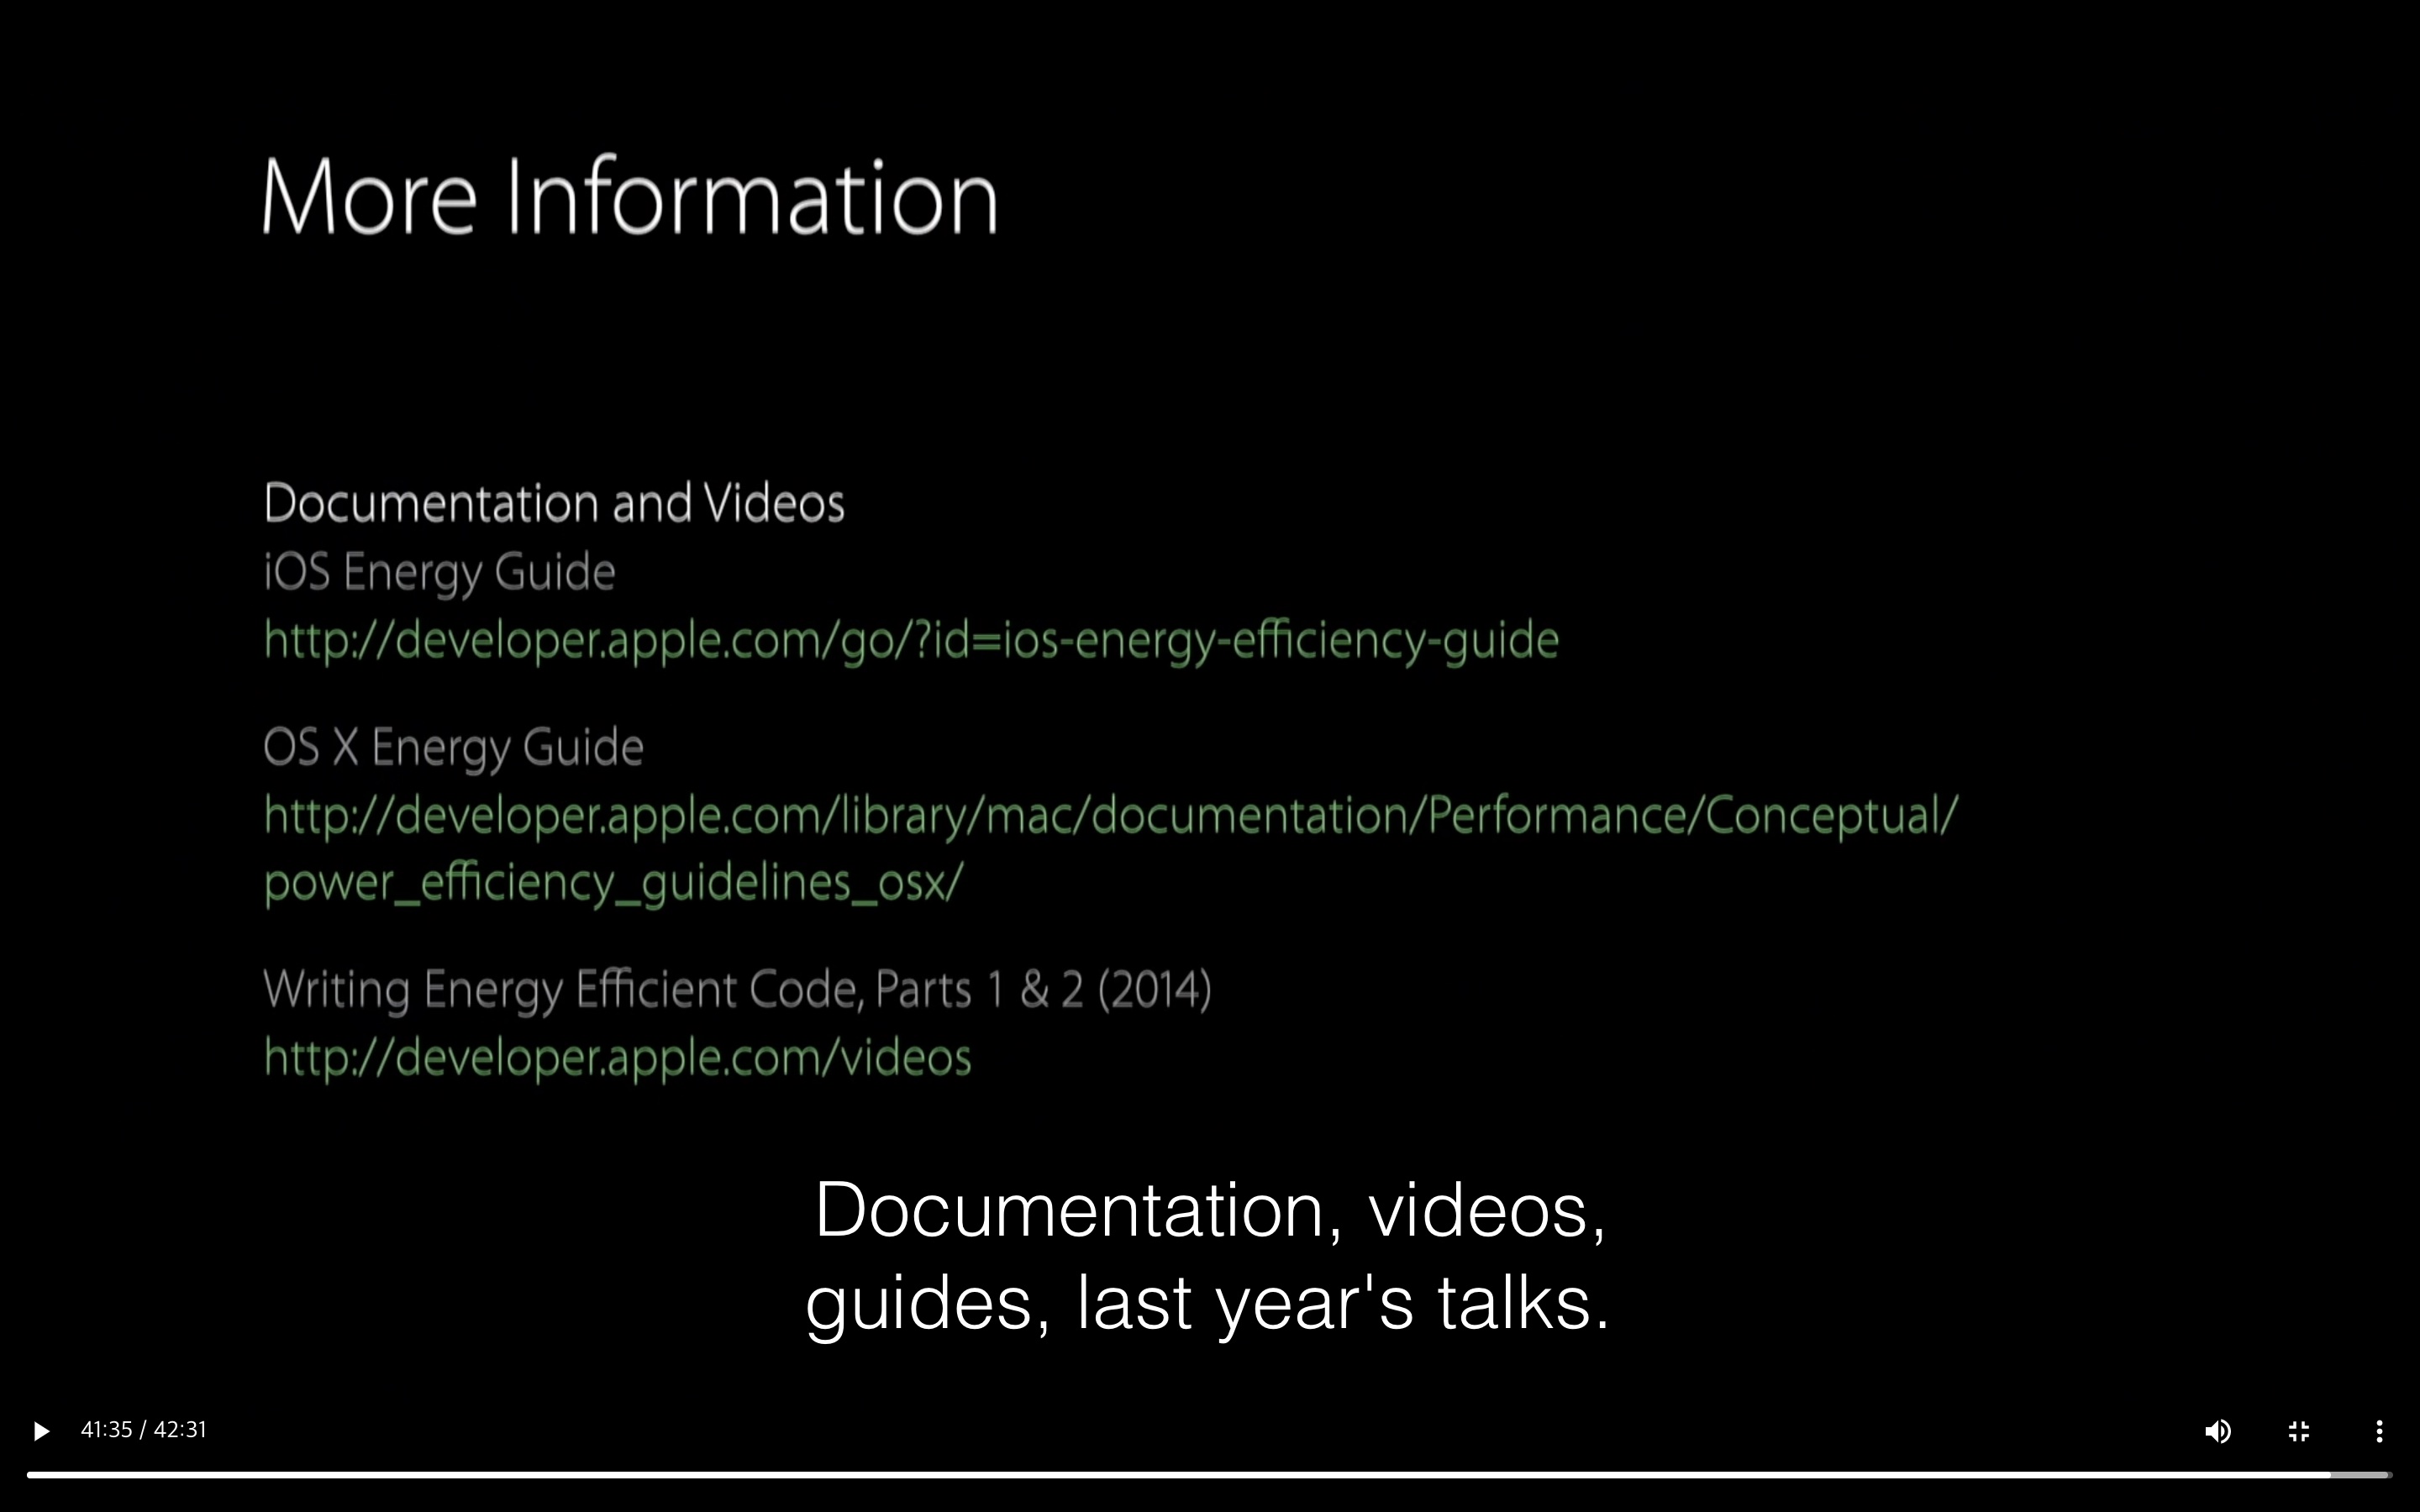 More Information
Documentation and Videos
iOS Energy Guide
http://developer.apple.com/go/?id=ios-energy-efficiency-guide
OS X Energy Guide
http://developer.apple.com/library/mac/documentation/Performance/Conceptual/
power_efficiency_guidelines_osx/
Writing Energy Efficient Code, Parts 1 & 2 (2014)
http://developer.apple.com/videos
Documentation, videos,
guides, last year's talks.
41:35 / 42:31